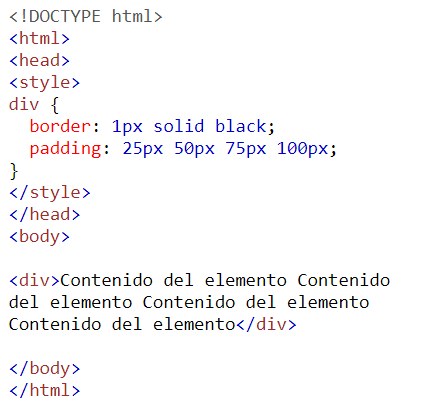 <!DOCTYPE html>
<html>
<head>
<style>
div {
  border: 1px solid black;
  padding: 25px 50px 75px 100px;
}
</style>
</head>
<body>

<div>Contenido del elemento Contenido
del elemento Contenido del elemento
Contenido del elemento</div>

</body>
</html>